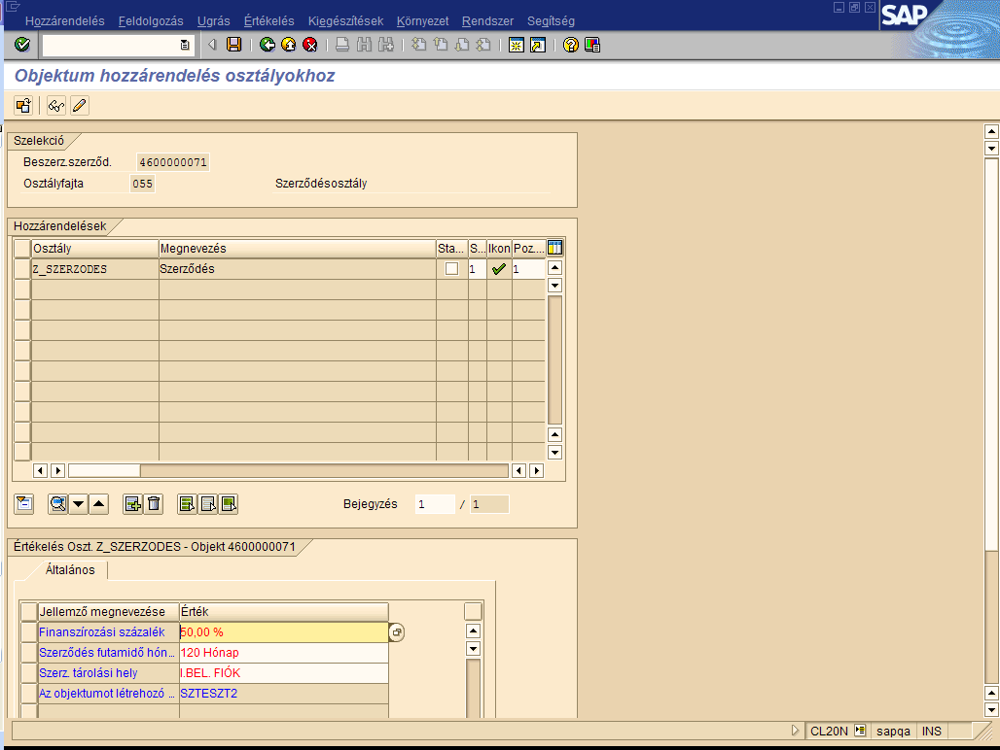 Hozzárendelés Feldolgozás Ugrás Értékelés Kiegészítések Környezet Rendszer Segítség
SAP
Objektum hozzárendelés osztályokhoz
Szelekció
Beszerz.szerződ. 4600000071
Osztályfajta 055 Szerződésosztály
Hozzárendelések
Osztály Megnevezés Sta... S... Ikon Poz....
Z_SZERZODES Szerződés 1 1
Bejegyzés 1 / 1
Értékelés Oszt. Z_SZERZODES - Objekt 4600000071
Általános
Jellemző megnevezése Érték
Finanszírozási százalék 50,00 %
Szerződés futamidő hón... 120 Hónap
Szerz. tárolási hely I.BEL. FIÓK
Az objektumot létrehozó ... SZTESZT2
CL20N sapqa INS